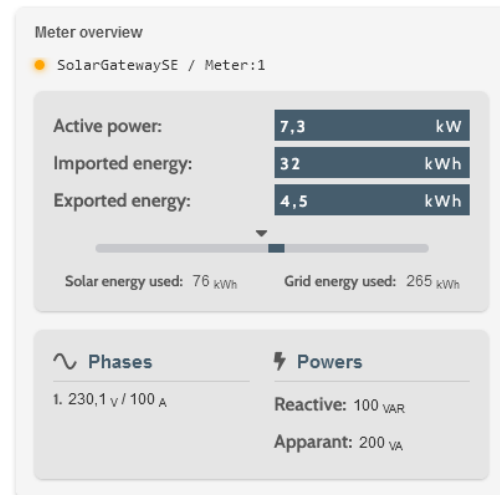 Meter overview
SolarGatewaySE / Meter:1
Active power: 7,3 kW
Imported energy: 32 kWh
Exported energy: 4,5 kWh
Solar energy used: 76 kWh Grid energy used: 265 kWh
Phases
1. 230,1 V / 100 A
Powers
Reactive: 100 VAR
Apparant: 200 VA